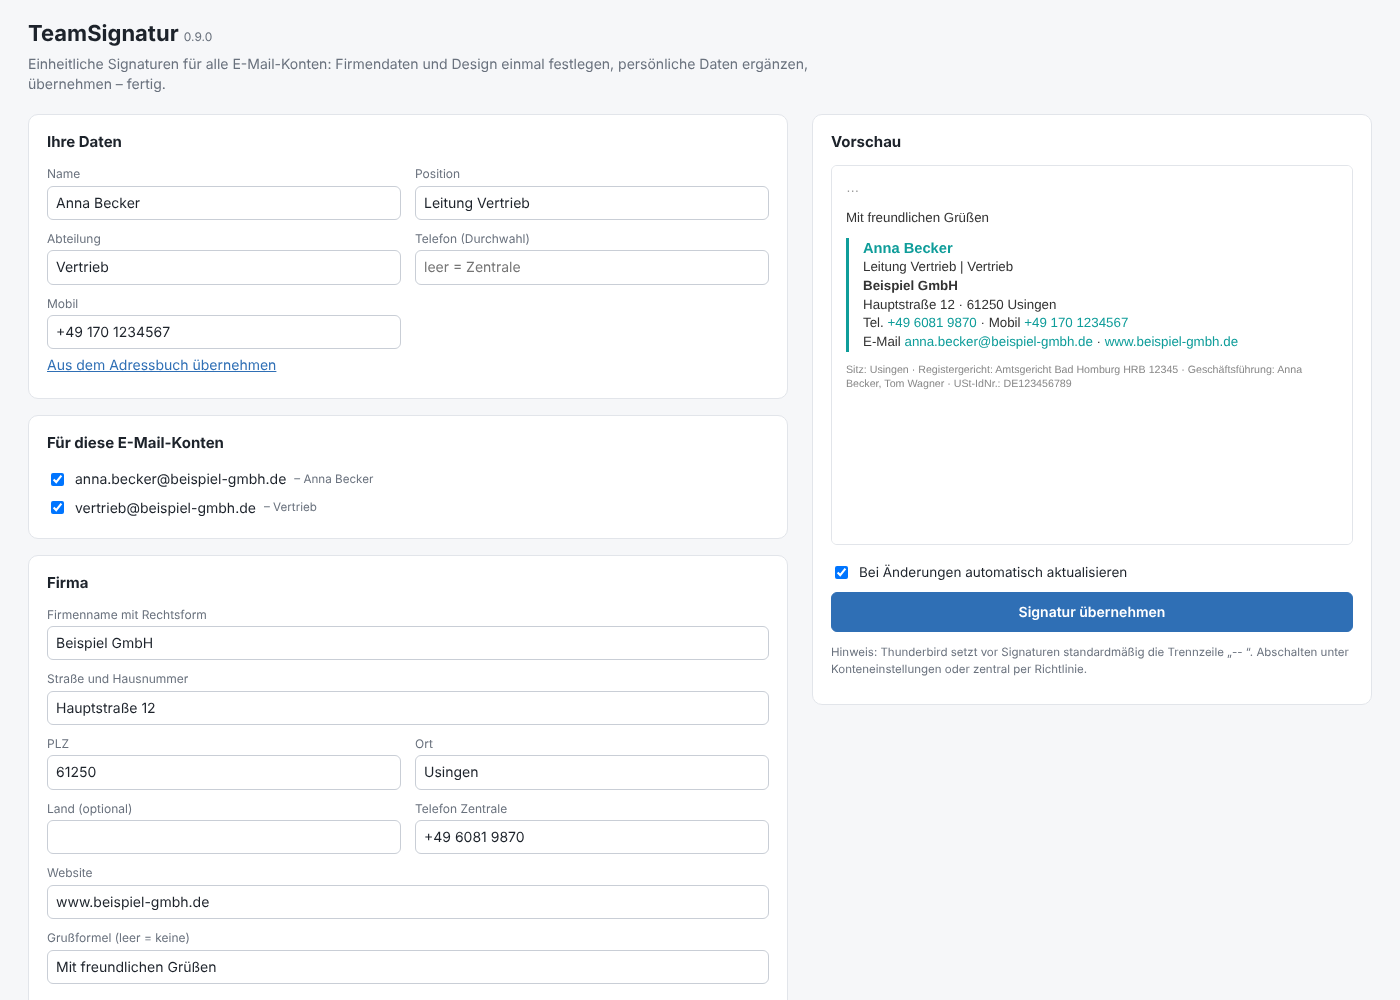 TeamSignatur 0.9.0
Einheitliche Signaturen für alle E-Mail-Konten: Firmendaten und Design einmal festlegen, persönliche Daten ergänzen,
übernehmen – fertig.
Ihre Daten
Name
Position
Anna Becker
Leitung Vertrieb
Abteilung
Telefon (Durchwahl)
Vertrieb
leer = Zentrale
Mobil
+49 170 1234567
Aus dem Adressbuch übernehmen
Für diese E-Mail-Konten
anna.becker@beispiel-gmbh.de – Anna Becker
vertrieb@beispiel-gmbh.de – Vertrieb
Firma
Firmenname mit Rechtsform
Beispiel GmbH
Straße und Hausnummer
Hauptstraße 12
PLZ
Ort
61250
Usingen
Land (optional)
Telefon Zentrale
+49 6081 9870
Website
www.beispiel-gmbh.de
Grußformel (leer = keine)
Mit freundlichen Grüßen
Vorschau
…
Mit freundlichen Grüßen
Anna Becker
Leitung Vertrieb | Vertrieb
Beispiel GmbH
Hauptstraße 12 · 61250 Usingen
Tel. +49 6081 9870 · Mobil +49 170 1234567
E-Mail anna.becker@beispiel-gmbh.de · www.beispiel-gmbh.de
Sitz: Usingen · Registergericht: Amtsgericht Bad Homburg HRB 12345 · Geschäftsführung: Anna
Becker, Tom Wagner · USt-IdNr.: DE123456789
Bei Änderungen automatisch aktualisieren
Signatur übernehmen
Hinweis: Thunderbird setzt vor Signaturen standardmäßig die Trennzeile „-- “. Abschalten unter
Konteneinstellungen oder zentral per Richtlinie.